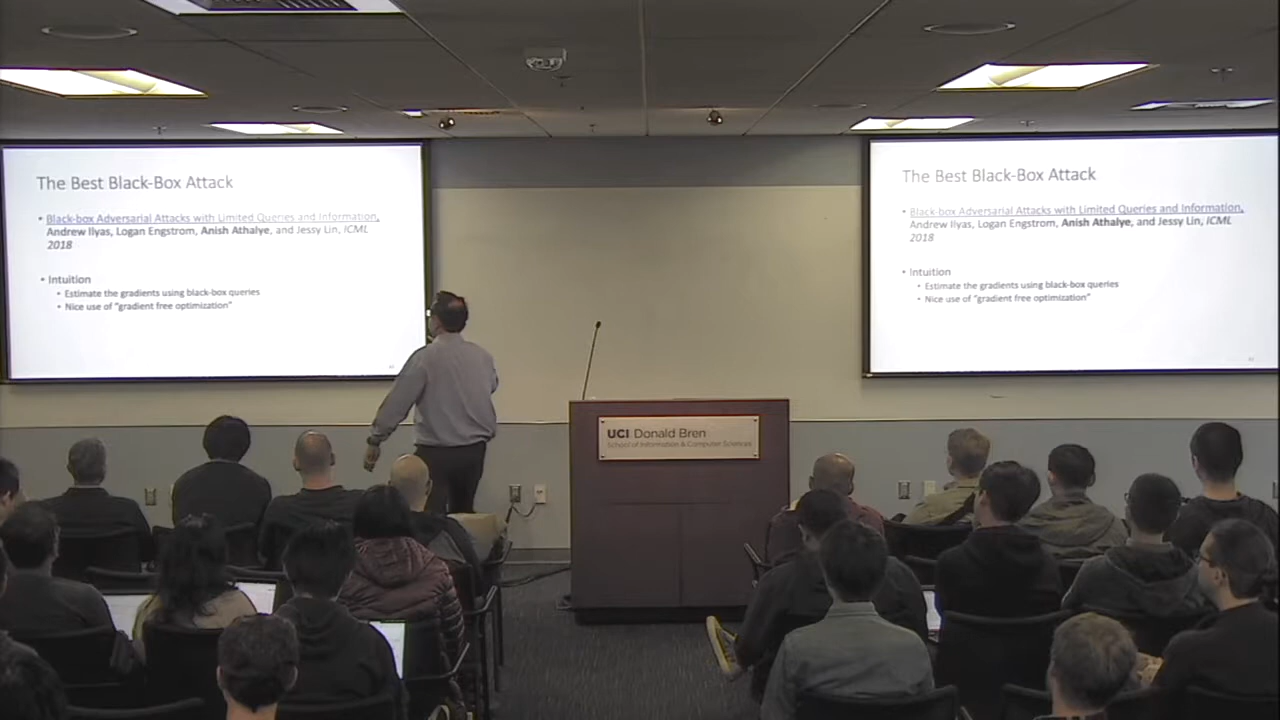 The Best Black-Box Attack
• Black-box Adversarial Attacks with Limited Queries and Information,
Andrew Ilyas, Logan Engstrom, Anish Athalye, and Jessy Lin, ICML
2018
• Intuition
• Estimate the gradients using black-box queries
• Nice use of "gradient free optimization"
The Best Black-Box Attack
• Black-box Adversarial Attacks with Limited Queries and Information,
Andrew Ilyas, Logan Engstrom, Anish Athalye, and Jessy Lin, ICML
2018
• Intuition
• Estimate the gradients using black-box queries
• Nice use of "gradient free optimization"
UCI Donald Bren
School of Information & Computer Sciences